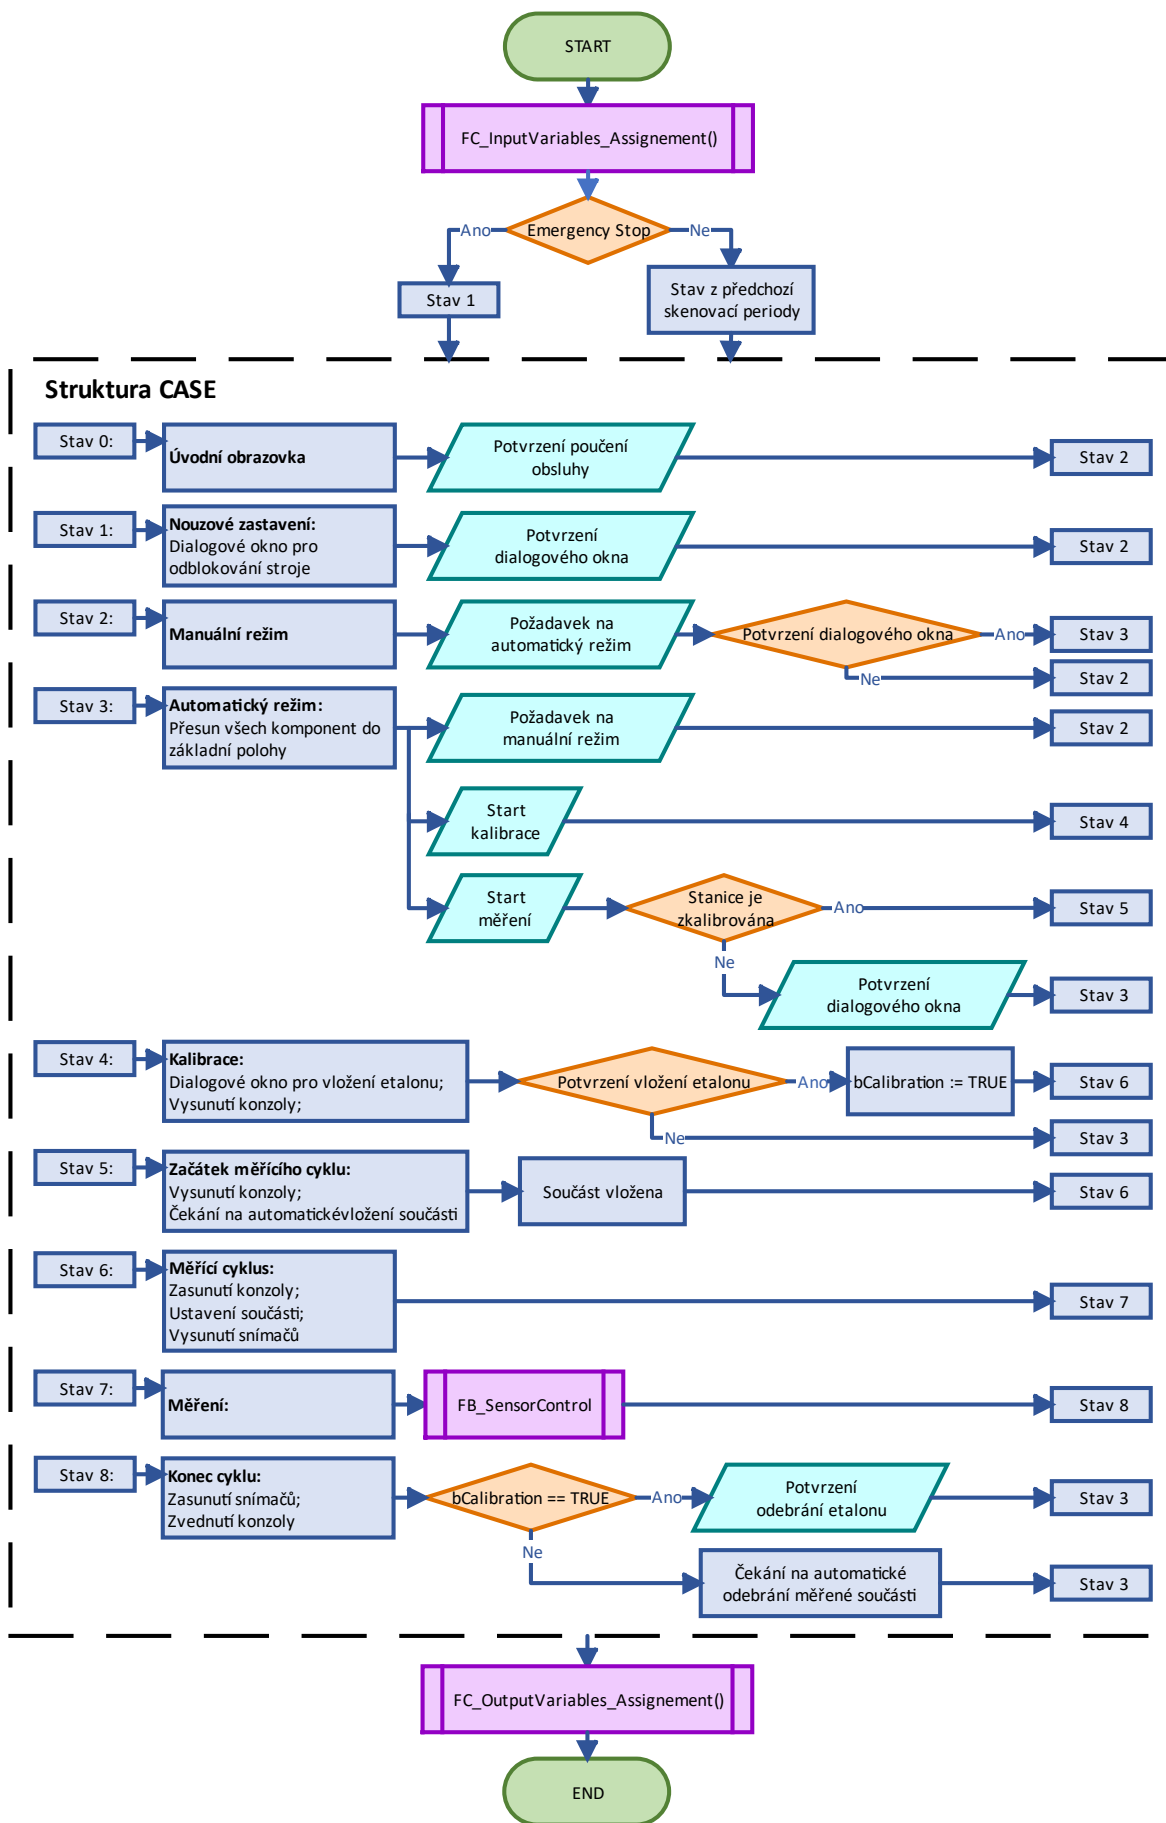 START
FC_InputVariables_Assignement()
Emergency Stop
Ano
Ne
Stav 1
Stav z předchozí
skenovací periody
Struktura CASE
Stav 0:
Úvodní obrazovka
Potvrzení poučení
obsluhy
Stav 2
Stav 1:
Nouzové zastavení:
Dialogové okno pro
odblokování stroje
Potvrzení
dialogového okna
Stav 2
Stav 2:
Manuální režim
Požadavek na
automatický režim
Potvrzení dialogového okna
Ano
Stav 3
Ne
Stav 2
Stav 3:
Automatický režim:
Přesun všech komponent do
základní polohy
Požadavek na
manuální režim
Stav 2
Start
kalibrace
Stav 4
Start
měření
Stanice je
zkalibrována
Ano
Stav 5
Ne
Potvrzení
dialogového okna
Stav 3
Stav 4:
Kalibrace:
Dialogové okno pro vložení etalonu;
Vysunutí konzoly;
Potvrzení vložení etalonu
Ano
bCalibration := TRUE
Stav 6
Ne
Stav 3
Stav 5:
Začátek měřícího cyklu:
Vysunutí konzoly;
Čekání na automatickévložení součásti
Součást vložena
Stav 6
Stav 6:
Měřící cyklus:
Zasunutí konzoly;
Ustavení součásti;
Vysunutí snímačů
Stav 7
Stav 7:
Měření:
FB_SensorControl
Stav 8
Stav 8:
Konec cyklu:
Zasunutí snímačů;
Zvednutí konzoly
bCalibration == TRUE
Ano
Potvrzení
odebrání etalonu
Stav 3
Ne
Čekání na automatické
odebrání měřené součásti
Stav 3
FC_OutputVariables_Assignement()
END